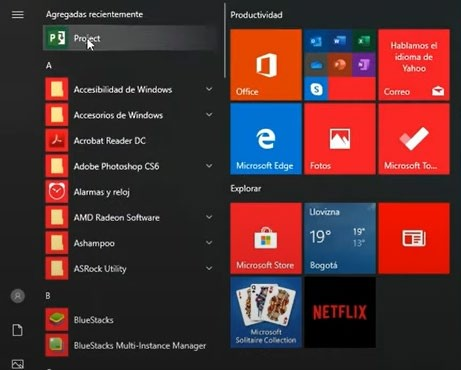 Agregadas recientemente
Project
A
Accesibilidad de Windows
Accesorios de Windows
Acrobat Reader DC
Adobe Photoshop CS6
Alarmas y reloj
AMD Radeon Software
Ashampoo
ASRock Utility
B
BlueStacks
BlueStacks Multi-Instance Manager
Productividad
Office
Hablamos el
idioma de
Yahoo
Correo
Microsoft Edge
Fotos
Microsoft To...
Explorar
Microsoft Store
Llovizna
19°
19°
13°
Bogotá
Microsoft
Solitaire Collection
NETFLIX